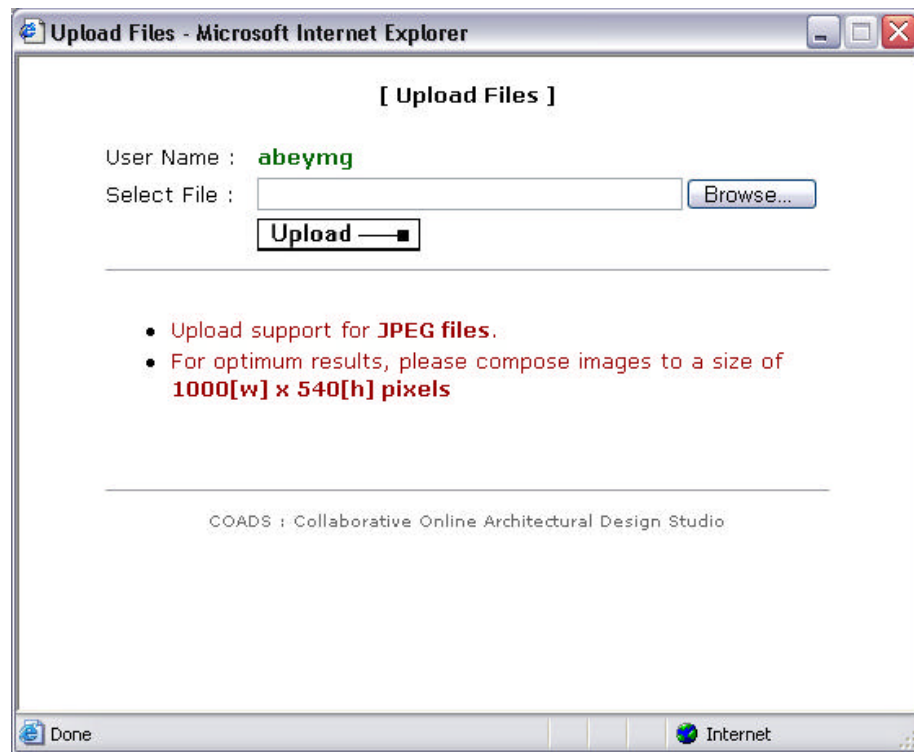 Upload Files - Microsoft Internet Explorer
[ Upload Files ]
User Name : abeymg
Select File : Browse...
Upload
Upload support for JPEG files.
For optimum results, please compose images to a size of
1000[w] x 540[h] pixels
COADS : Collaborative Online Architectural Design Studio
Done Internet